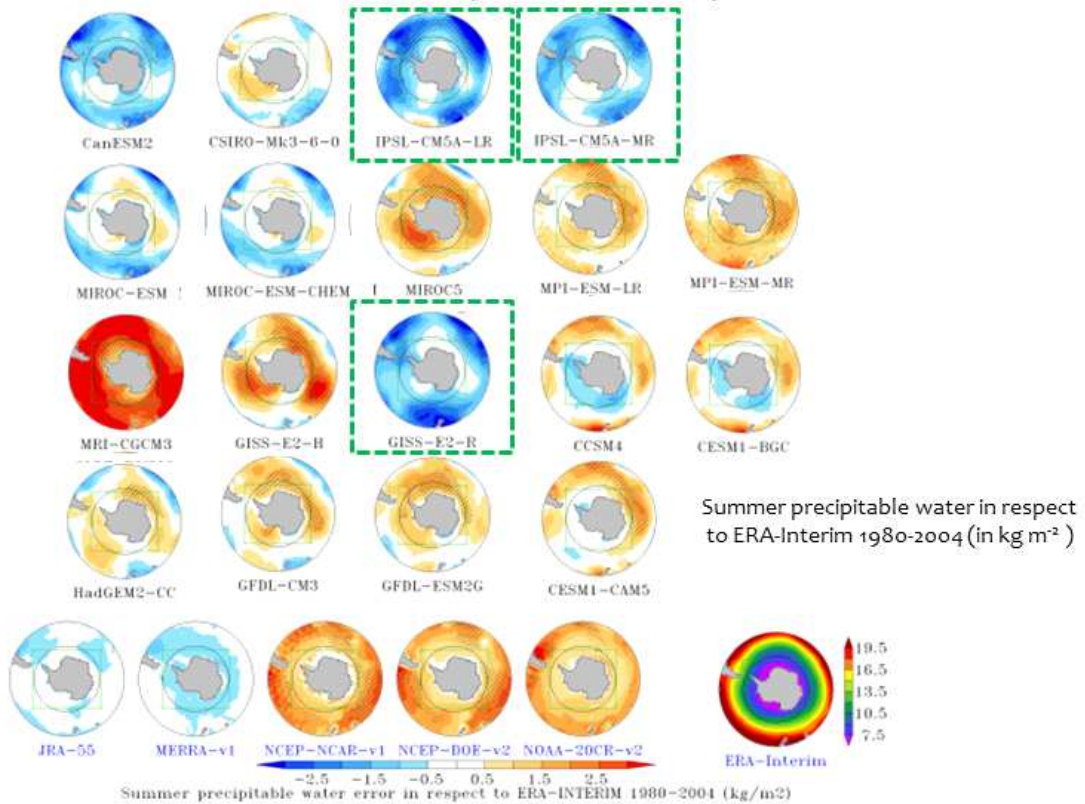 CanESM2
CSIRO-Mk3-6-0
IPSL-CM5A-LR
IPSL-CM5A-MR
MIROC-ESM
MIROC-ESM-CHEM
MIROC5
MPI-ESM-LR
MPI-ESM-MR
MRI-CGCM3
GISS-E2-H
GISS-E2-R
CCSM4
CESM1-BGC
Summer precipitable water in respect
to ERA-Interim 1980-2004 (in kg m⁻² )
HadGEM2-CC
GFDL-CM3
GFDL-ESM2G
CESM1-CAM5
19.5
16.5
13.5
10.5
7.5
JRA-55
MERRA-v1
NCEP-NCAR-v1
NCEP-DOE-v2
NOAA-20CR-v2
ERA-Interim
-2.5 -1.5 -0.5 0.5 1.5 2.5
Summer precipitable water error in respect to ERA-INTERIM 1980-2004 (kg/m2)